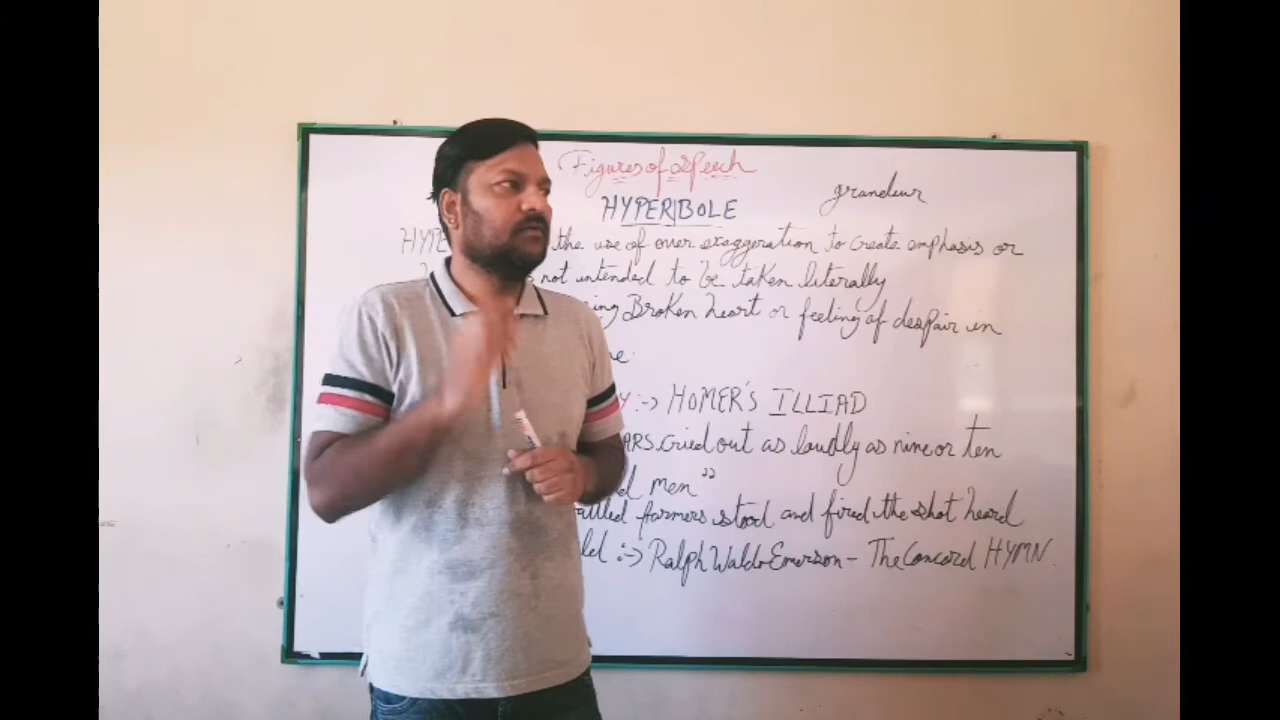 Figures of Speech
grandeur
HYPERBOLE
HYPE the use of over exaggeration to create emphasis or
not intended to be taken literally
ing Broken heart or feeling of despair in
:-> HOMER'S ILLIAD
ARS cried out as loudly as nine or ten
men"
farmers stood and fired the shot heard
:-> Ralph Waldo Emerson - The Concord HYMN